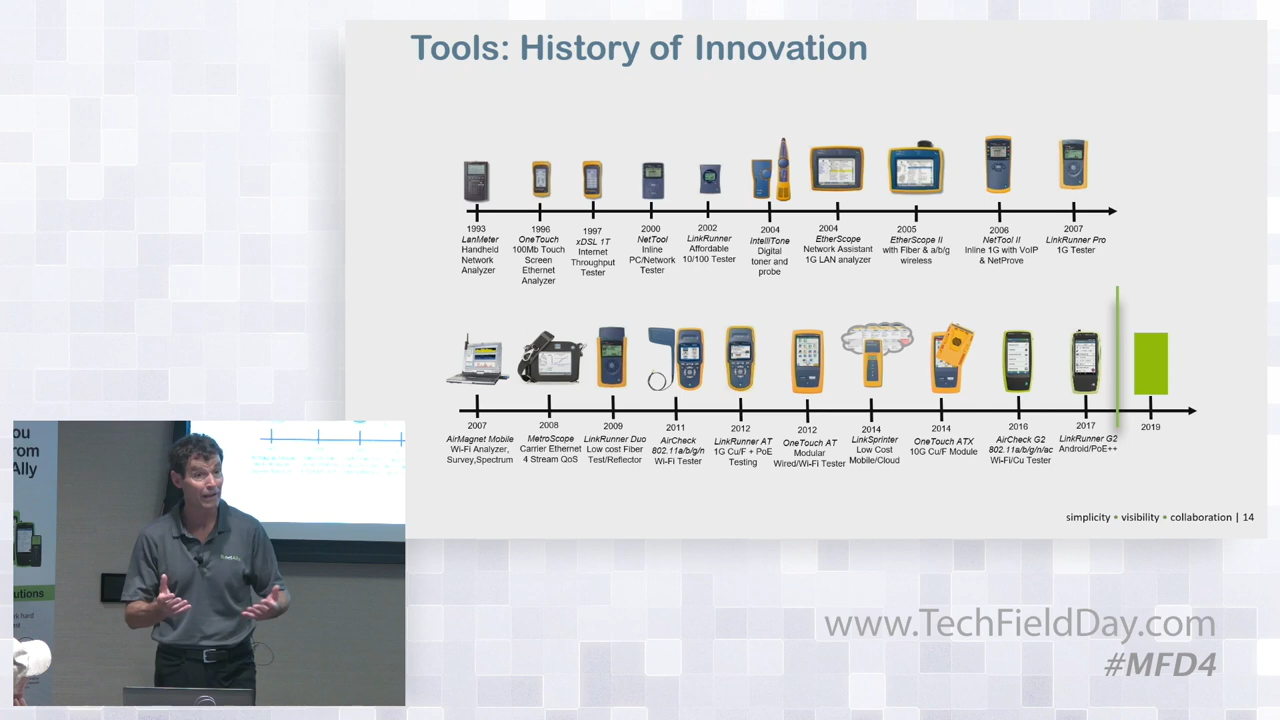 Tools: History of Innovation
1993
LanMeter
Handheld
Network
Analyzer
1996
OneTouch
100Mb Touch
Screen
Ethernet
Analyzer
1997
xDSL 1T
Internet
Throughput
Tester
2000
NetTool
Inline
PC/Network
Tester
2002
LinkRunner
Affordable
10/100 Tester
2004
IntelliTone
Digital
toner and
probe
2004
EtherScope
Network Assistant
1G LAN analyzer
2005
EtherScope II
with Fiber & a/b/g
wireless
2006
NetTool II
Inline 1G with VoIP
& NetProve
2007
LinkRunner Pro
1G Tester
2007
AirMagnet Mobile
Wi-Fi Analyzer,
Survey,Spectrum
2008
MetroScope
Carrier Ethernet
4 Stream QoS
2009
LinkRunner Duo
Low cost Fiber
Test/Reflector
2011
AirCheck
802.11a/b/g/n
Wi-Fi Tester
2012
LinkRunner AT
1G Cu/F + PoE
Testing
2012
OneTouch AT
Modular
Wired/Wi-Fi Tester
2014
LinkSprinter
Low Cost
Mobile/Cloud
2014
OneTouch ATX
10G Cu/F Module
2016
AirCheck G2
802.11a/b/g/n/ac
Wi-Fi/Cu Tester
2017
LinkRunner G2
Android/PoE++
2019
simplicity • visibility • collaboration | 14
ou
rom
Ally
utions
rk hard
netAlly
www.TechFieldDay.com
#MFD4